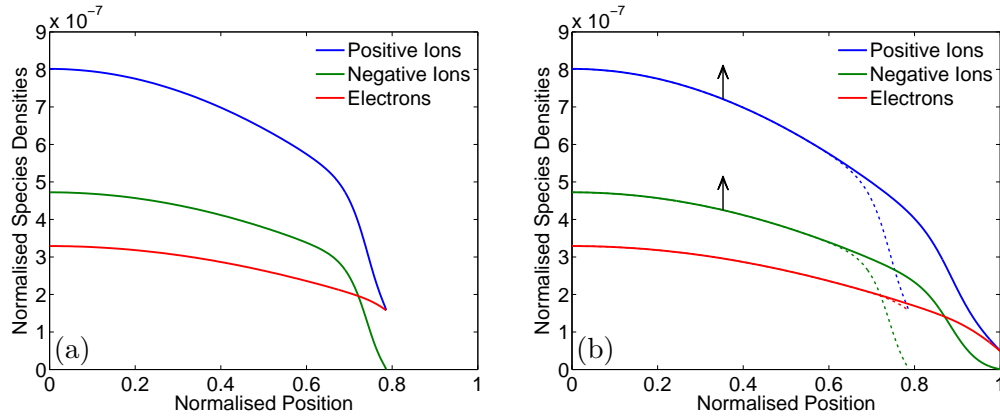 x 10⁻⁷
9
8
7
6
5
4
3
2
1
0
Normalised Species Densities
Positive Ions
Negative Ions
Electrons
(a)
0 0.2 0.4 0.6 0.8 1
Normalised Position
x 10⁻⁷
9
8
7
6
5
4
3
2
1
0
Normalised Species Densities
Positive Ions
Negative Ions
Electrons
(b)
0 0.2 0.4 0.6 0.8 1
Normalised Position